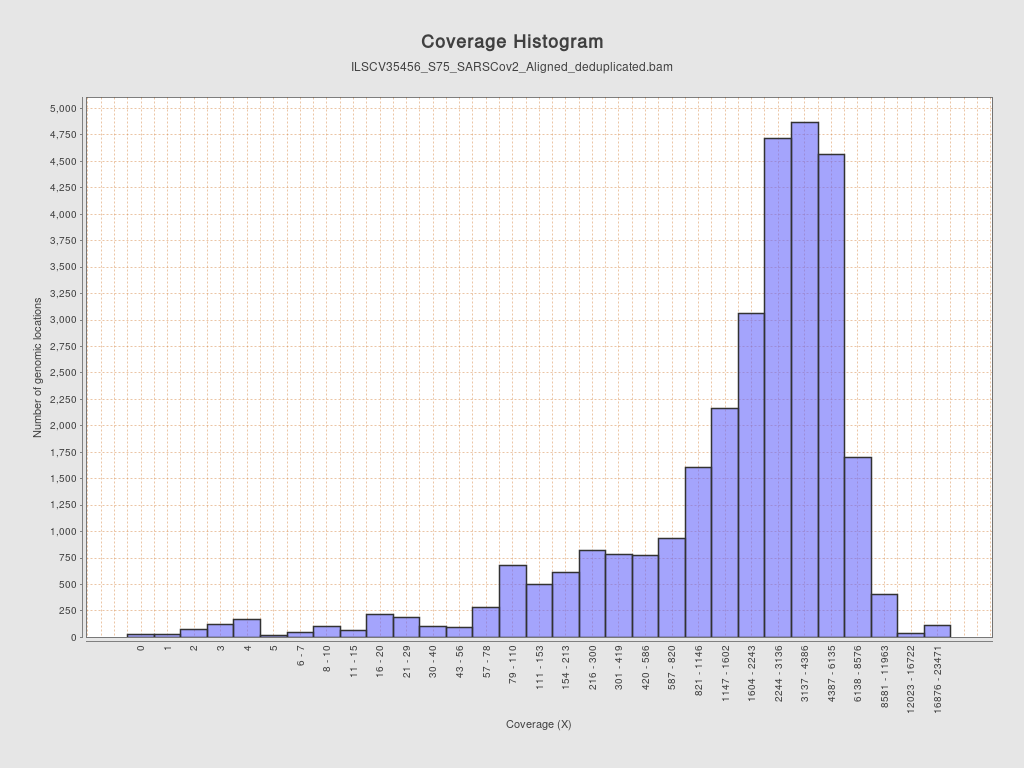 Coverage Histogram
ILSCV35456_S75_SARSCov2_Aligned_deduplicated.bam
5,000
4,750
4,500
4,250
4,000
3,750
3,500
3,250
3,000
2,750
2,500
2,250
2,000
1,750
1,500
1,250
1,000
750
500
250
0
Number of genomic locations
0
1
2
3
4
5
6 - 7
8 - 10
11 - 15
16 - 20
21 - 29
30 - 40
43 - 56
57 - 78
79 - 110
111 - 153
154 - 213
216 - 300
301 - 419
420 - 586
587 - 820
821 - 1146
1147 - 1602
1604 - 2243
2244 - 3136
3137 - 4386
4387 - 6135
6138 - 8576
8581 - 11963
12023 - 16722
16876 - 23471
Coverage (X)